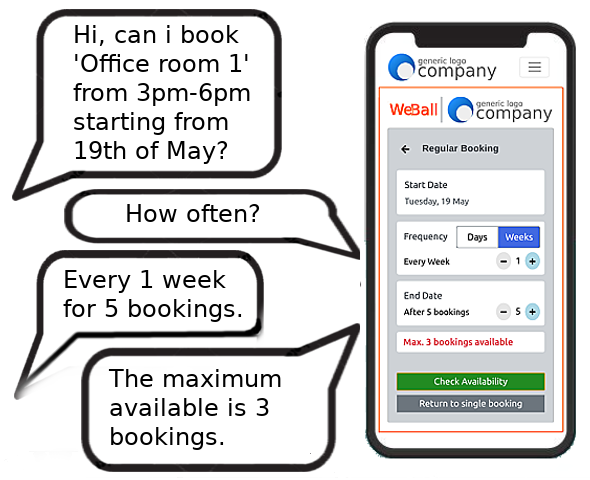 Hi, can i book
'Office room 1'
from 3pm-6pm
starting from
19th of May?
How often?
Every 1 week
for 5 bookings.
The maximum
available is 3
bookings.
generic logo
company
WeBall
generic logo
company
Regular Booking
Start Date
Tuesday, 19 May
Frequency Days Weeks
Every Week − 1 +
End Date
After 5 bookings − 5 +
Max. 3 bookings available
Check Availability
Return to single booking